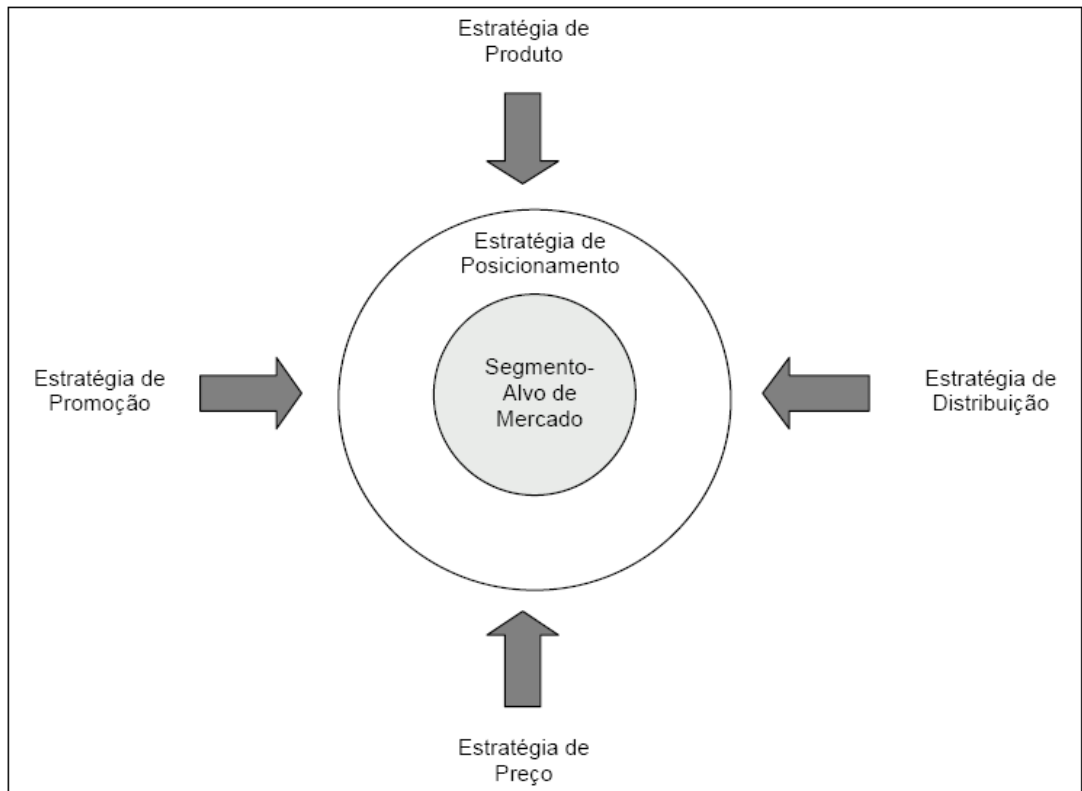 Estratégia de
Produto
Estratégia de
Posicionamento
Segmento-
Alvo de
Mercado
Estratégia de
Promoção
Estratégia de
Distribuição
Estratégia de
Preço